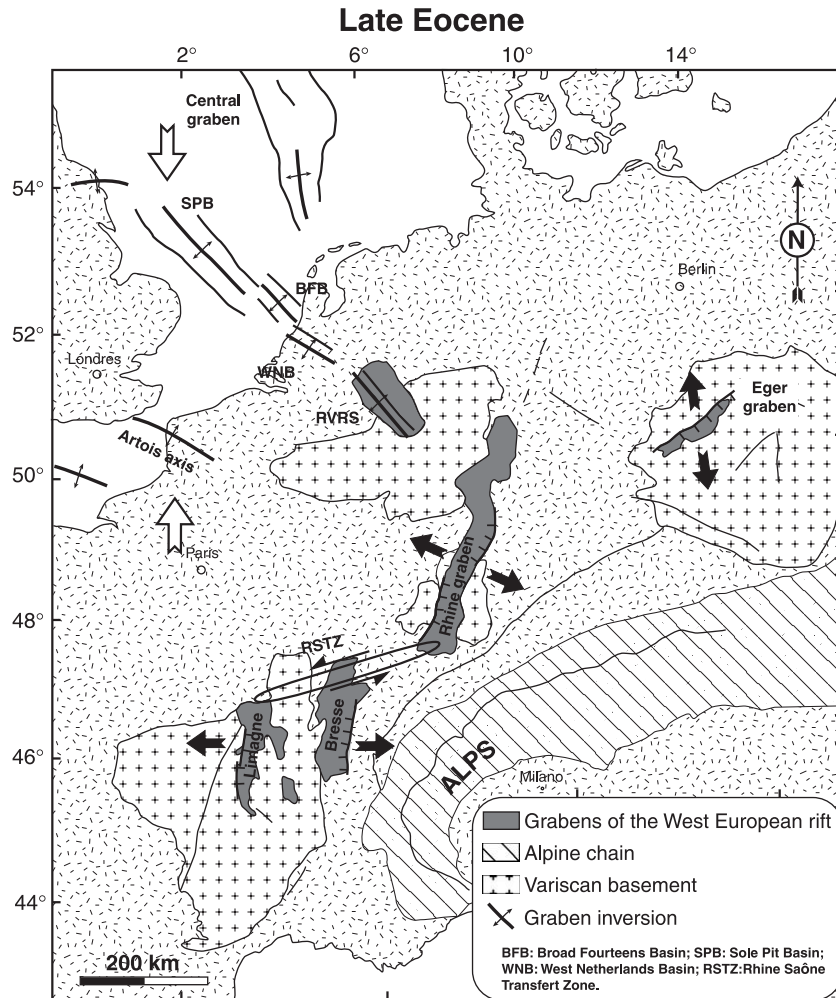 Late Eocene
2° 6° 10° 14°
Central
graben
54°
SPB
N
BFB
Berlin
52°
Londres
WNB
Eger
graben
RVRS
Artois axis
50°
Paris
Rhine graben
48°
RSTZ
Limagne
Bresse
46°
ALPS
Milano
Grabens of the West European rift
Alpine chain
Variscan basement
Graben inversion
44°
BFB: Broad Fourteens Basin; SPB: Sole Pit Basin;
WNB: West Netherlands Basin; RSTZ:Rhine Saône
Transfert Zone.
200 km